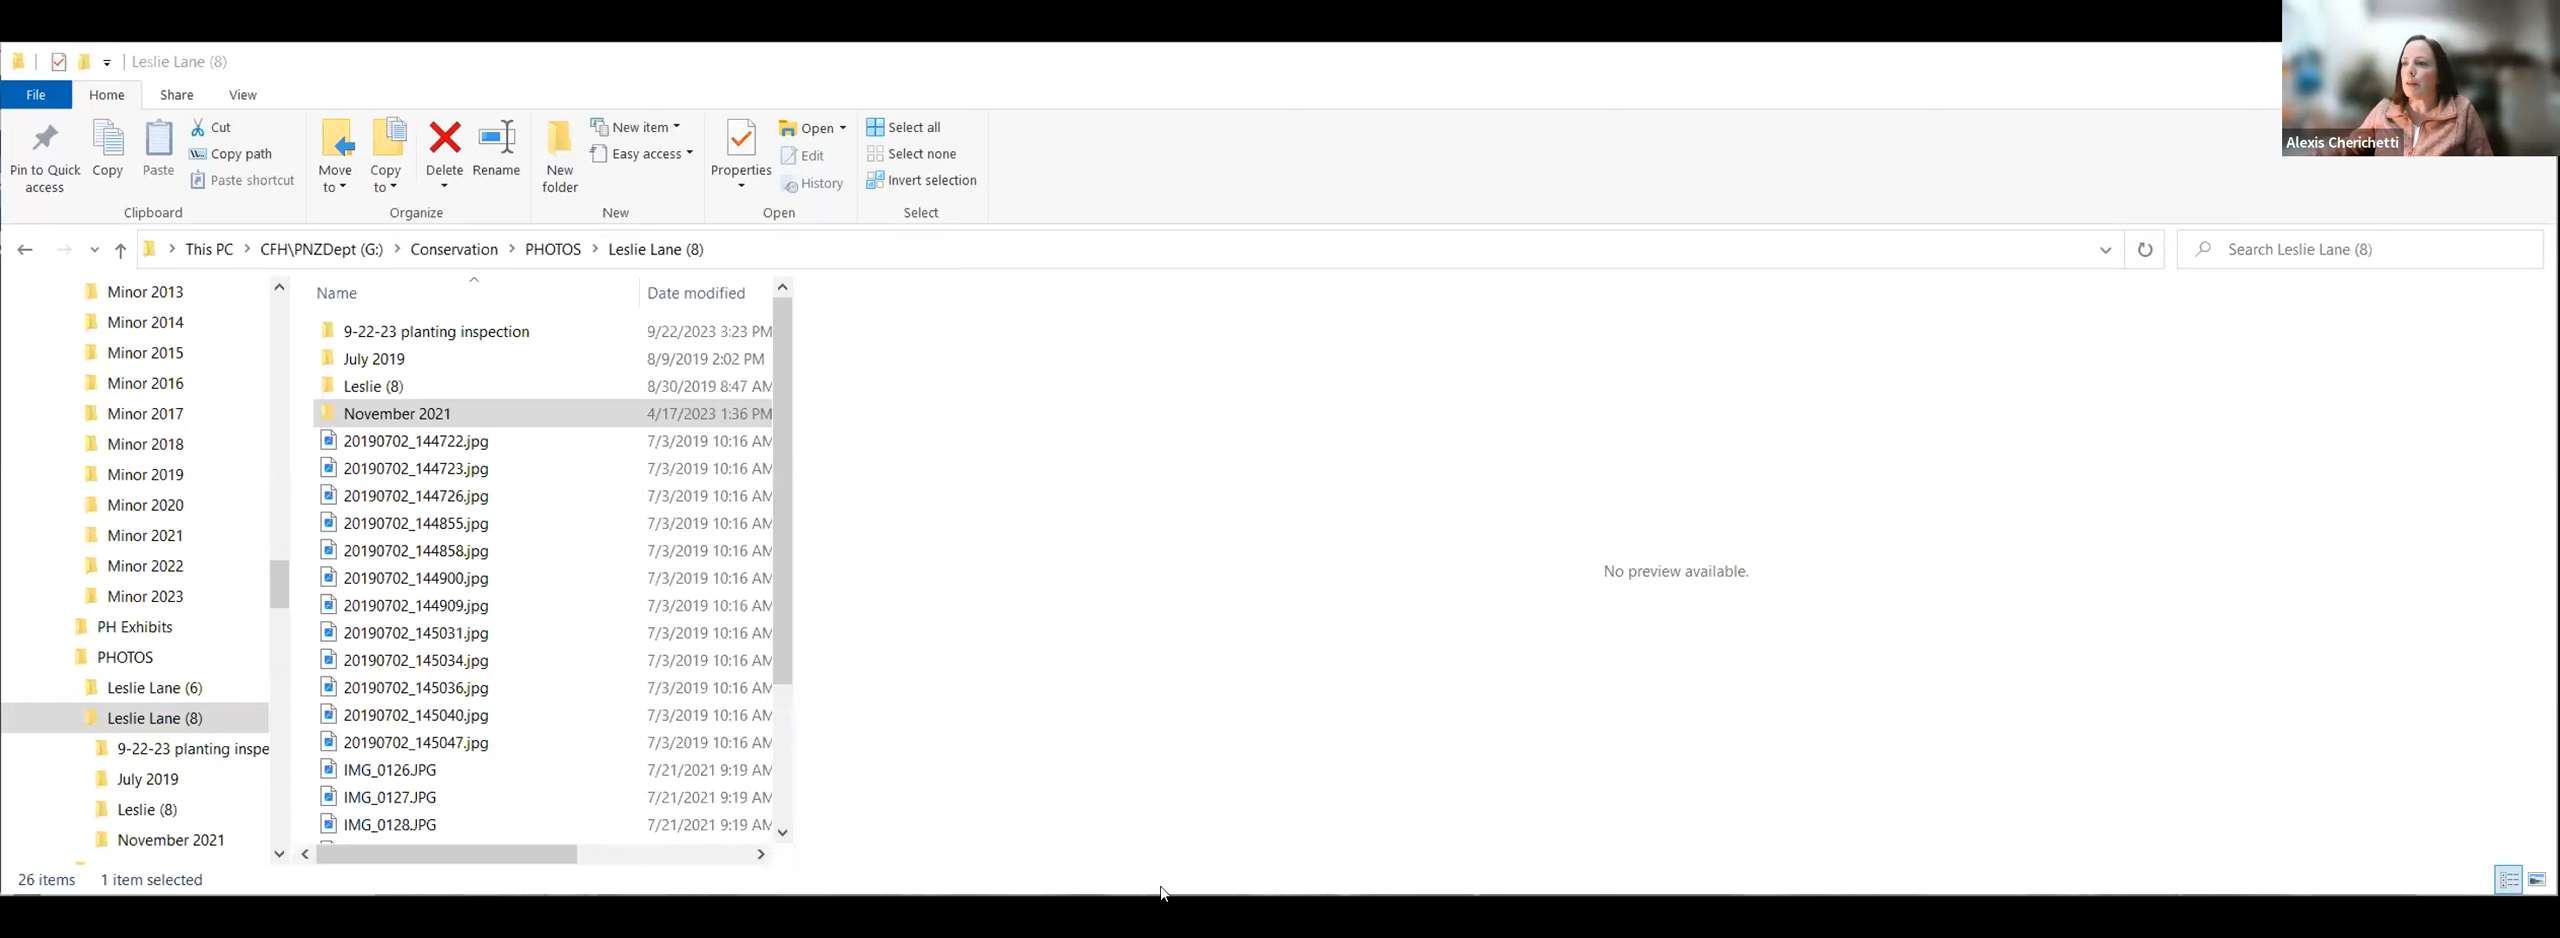 Leslie Lane (8)
Alexis Cherichetti
File Home Share View
Pin to Quick access
Copy
Paste
Cut
Copy path
Paste shortcut
Clipboard
Move to
Copy to
Delete
Rename
Organize
New folder
New item
Easy access
New
Properties
Open
Edit
History
Open
Select all
Select none
Invert selection
Select
This PC CFH\PNZDept (G:) Conservation PHOTOS Leslie Lane (8)
Search Leslie Lane (8)
Minor 2013
Minor 2014
Minor 2015
Minor 2016
Minor 2017
Minor 2018
Minor 2019
Minor 2020
Minor 2021
Minor 2022
Minor 2023
PH Exhibits
PHOTOS
Leslie Lane (6)
Leslie Lane (8)
9-22-23 planting inspe
July 2019
Leslie (8)
November 2021
Name Date modified
9-22-23 planting inspection 9/22/2023 3:23 PM
July 2019 8/9/2019 2:02 PM
Leslie (8) 8/30/2019 8:47 AM
November 2021 4/17/2023 1:36 PM
20190702_144722.jpg 7/3/2019 10:16 AM
20190702_144723.jpg 7/3/2019 10:16 AM
20190702_144726.jpg 7/3/2019 10:16 AM
20190702_144855.jpg 7/3/2019 10:16 AM
20190702_144858.jpg 7/3/2019 10:16 AM
20190702_144900.jpg 7/3/2019 10:16 AM
20190702_144909.jpg 7/3/2019 10:16 AM
20190702_145031.jpg 7/3/2019 10:16 AM
20190702_145034.jpg 7/3/2019 10:16 AM
20190702_145036.jpg 7/3/2019 10:16 AM
20190702_145040.jpg 7/3/2019 10:16 AM
20190702_145047.jpg 7/3/2019 10:16 AM
IMG_0126.JPG 7/21/2021 9:19 AM
IMG_0127.JPG 7/21/2021 9:19 AM
IMG_0128.JPG 7/21/2021 9:19 AM
No preview available.
26 items 1 item selected